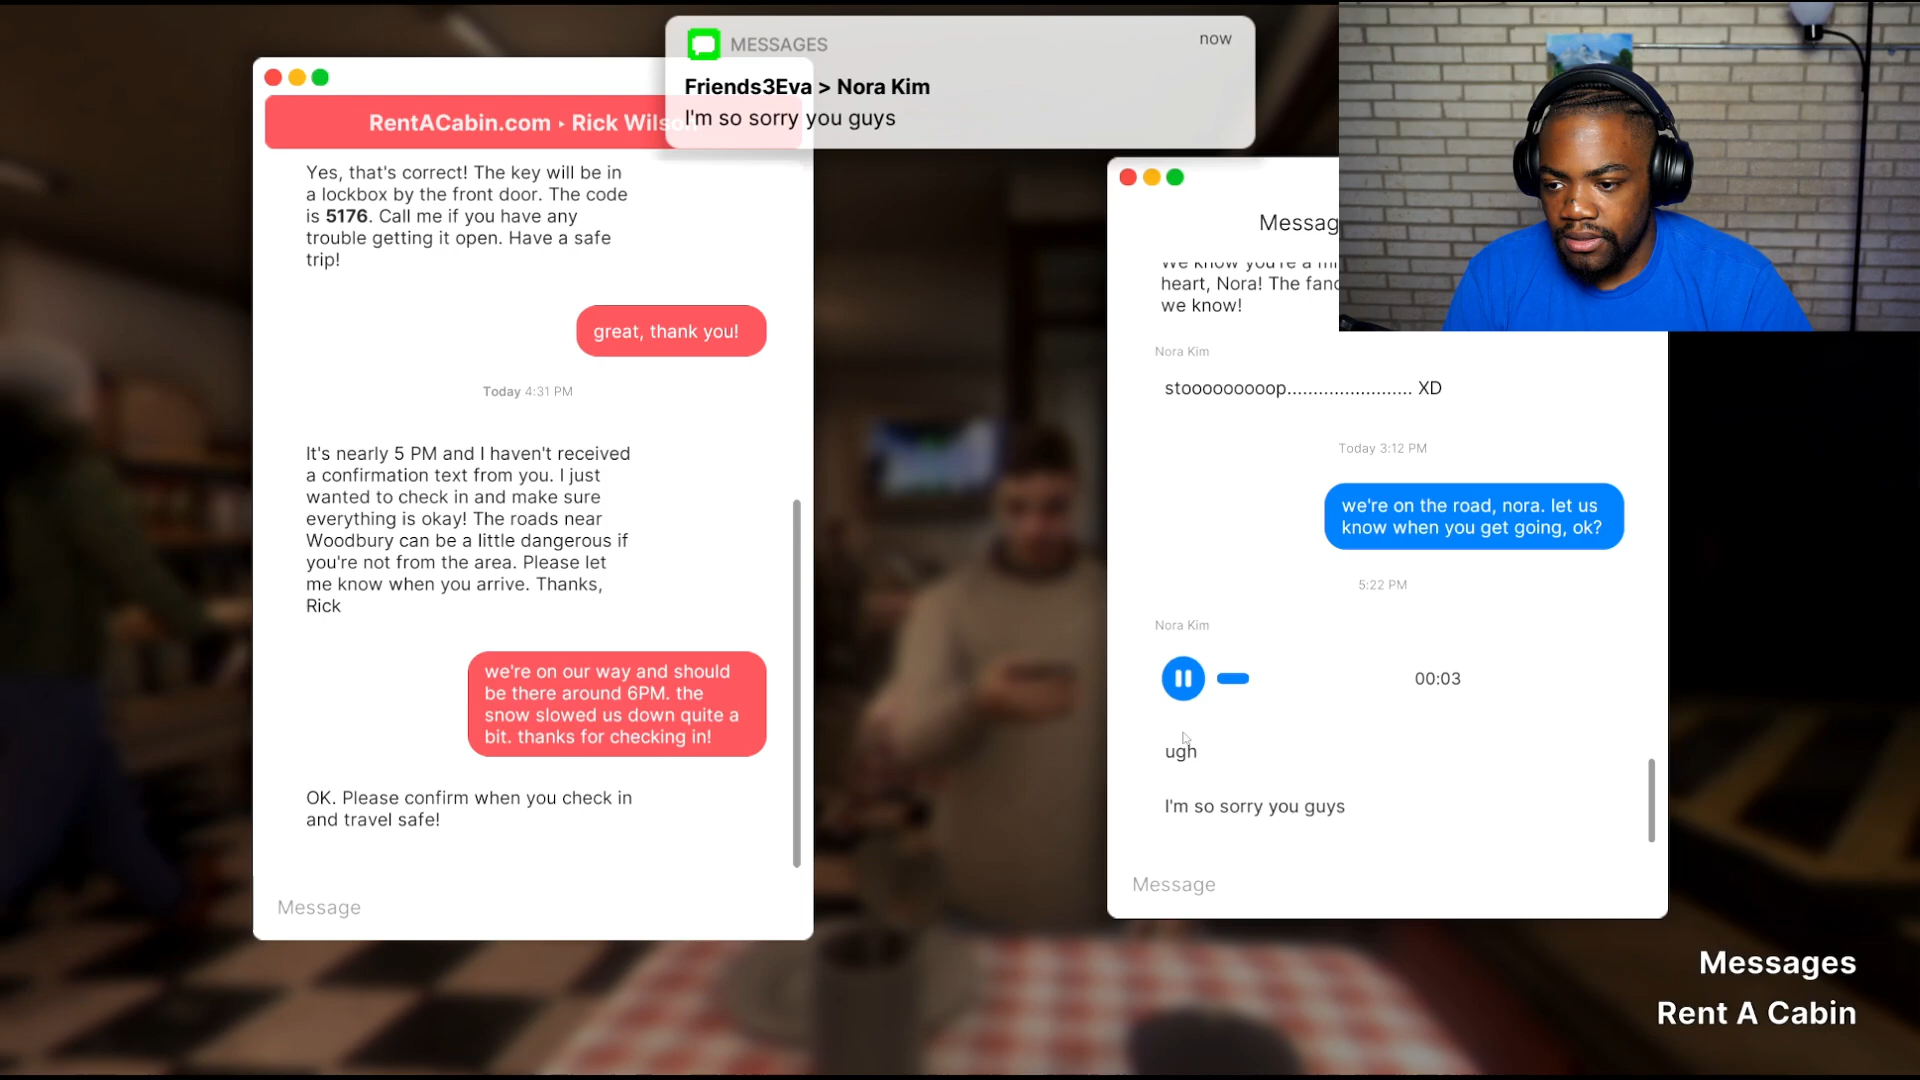 MESSAGES
now
Friends3Eva > Nora Kim
I'm so sorry you guys
RentACabin.com ▸ Rick Wilson
Yes, that's correct! The key will be in
a lockbox by the front door. The code
is 5176. Call me if you have any
trouble getting it open. Have a safe
trip!
great, thank you!
Today 4:31 PM
It's nearly 5 PM and I haven't received
a confirmation text from you. I just
wanted to check in and make sure
everything is okay! The roads near
Woodbury can be a little dangerous if
you're not from the area. Please let
me know when you arrive. Thanks,
Rick
we're on our way and should
be there around 6PM. the
snow slowed us down quite a
bit. thanks for checking in!
OK. Please confirm when you check in
and travel safe!
Message
Messag
We know you're a
heart, Nora! The
we know!
Nora Kim
stooooooooop........................ XD
Today 3:12 PM
we're on the road, nora. let us
know when you get going, ok?
5:22 PM
Nora Kim
00:03
ugh
I'm so sorry you guys
Message
Messages
Rent A Cabin